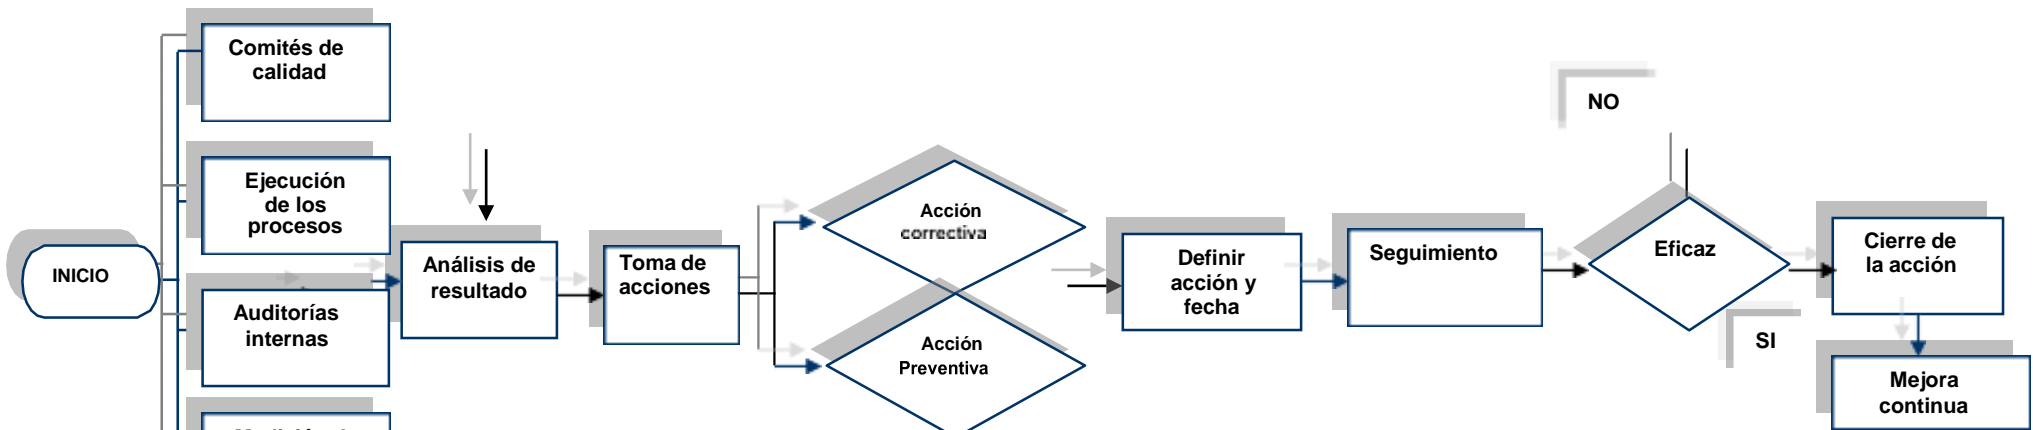 Comités de
calidad
Ejecución
de los
procesos
INICIO
Auditorías
internas
Análisis de
resultado
Toma de
acciones
Acción
correctiva
Acción
Preventiva
Definir
acción y
fecha
Seguimiento
NO
Eficaz
SI
Cierre de
la acción
Mejora
continua